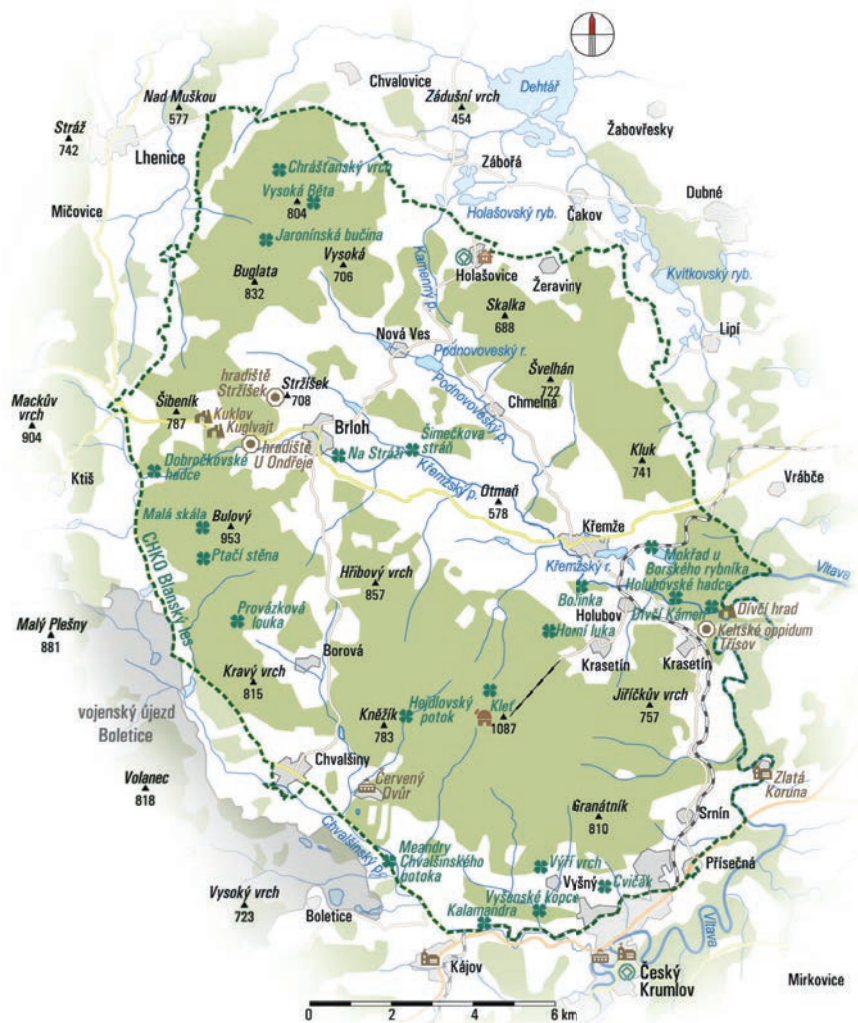 Chvalovice
Dehtář
Nad Muškou
577
Zádušní vrch
454
Žabovřesky
Stráž
742
Lhenice
Záboří
Chrášťanský vrch
Dubné
Vysoká Běta
804
Mičovice
Holašovský ryb.
Čakov
Jaronínská bučina
Kamenný p.
Vysoká
706
Holašovice
Kvítkovský ryb.
Buglata
832
Žeraviny
Skalka
688
Nová Ves
Lipí
Podnovoveský r.
hradiště
Stržíšek
Stržíšek
708
Švelhán
722
Mackův
vrch
904
Šibeník
787
Kuklov
Kuglvajt
Podnovoveský p.
Chmelná
Brloh
Šimečkova
stráň
hradiště
U Ondřeje
Na Stráži
Kluk
741
Dobrpčkovské
hadce
Ktiš
Křemžský p.
Vrábče
Otmaň
578
Malá skála
Bulový
953
Křemže
Ptačí stěna
Mokřad u
Borského rybníka
CHKO Blanský les
Hřibový vrch
857
Křemžský r.
Vltava
Holubovské hadce
Bořinka
Dívčí hrad
Dívčí Kámen
Malý Plešný
881
Provázková
louka
Holubov
Horní luka
Keltské oppidum
Třísov
Borová
Krasetín
Krasetín
Kravý vrch
815
Hejdlovský
potok
Kleť
1087
Jiříčkův vrch
757
vojenský újezd
Boletice
Kněžík
783
Chvalšiny
Volanec
818
Červený
Dvůr
Zlatá
Koruna
Granátník
810
Srnín
Chvalšinský p.
Meandry
Chvalšinského
potoka
Výří vrch
Přísečná
Vyšný
Cvičák
Vysoký vrch
723
Boletice
Vyšenské kopce
Kalamandra
Vltava
Kájov
Český
Krumlov
Mirkovice
0 2 4 6 km